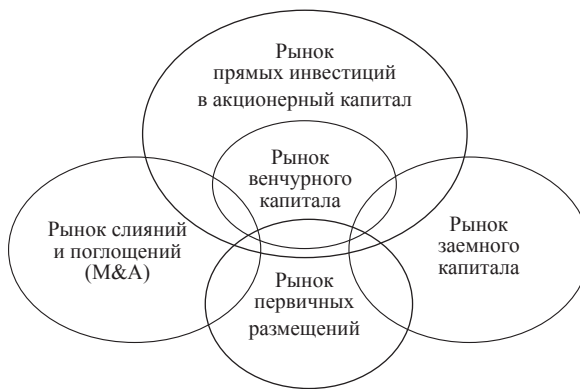 Рынок
прямых инвестиций
в акционерный капитал
Рынок
венчурного
капитала
Рынок слияний
и поглощений
(M&A)
Рынок
заемного
капитала
Рынок
первичных
размещений